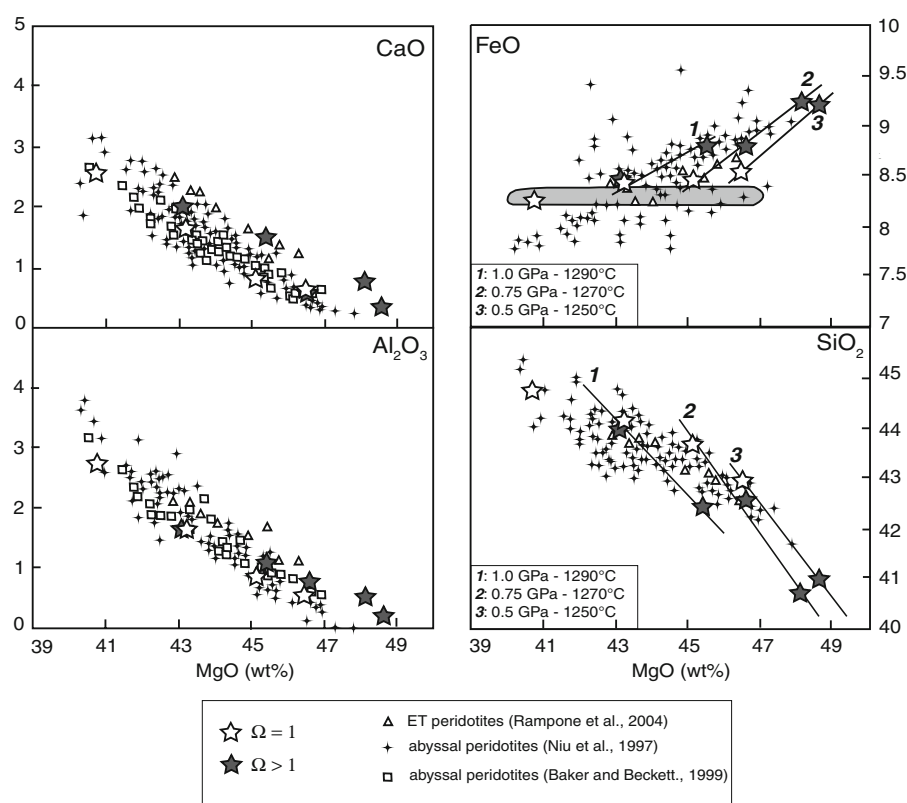 CaO
5
4
3
2
1
0
FeO
10
9.5
9
8.5
8
7.5
7
1
2
3
1: 1.0 GPa - 1290°C
2: 0.75 GPa - 1270°C
3: 0.5 GPa - 1250°C
Al2O3
4
3
2
1
0
39 41 43 45 47 49
MgO (wt%)
SiO2
45
44
43
42
41
40
1
2
3
1: 1.0 GPa - 1290°C
2: 0.75 GPa - 1270°C
3: 0.5 GPa - 1250°C
41 43 45 47 49
MgO (wt%)
Ω = 1
Ω > 1
ET peridotites (Rampone et al., 2004)
abyssal peridotites (Niu et al., 1997)
abyssal peridotites (Baker and Beckett., 1999)